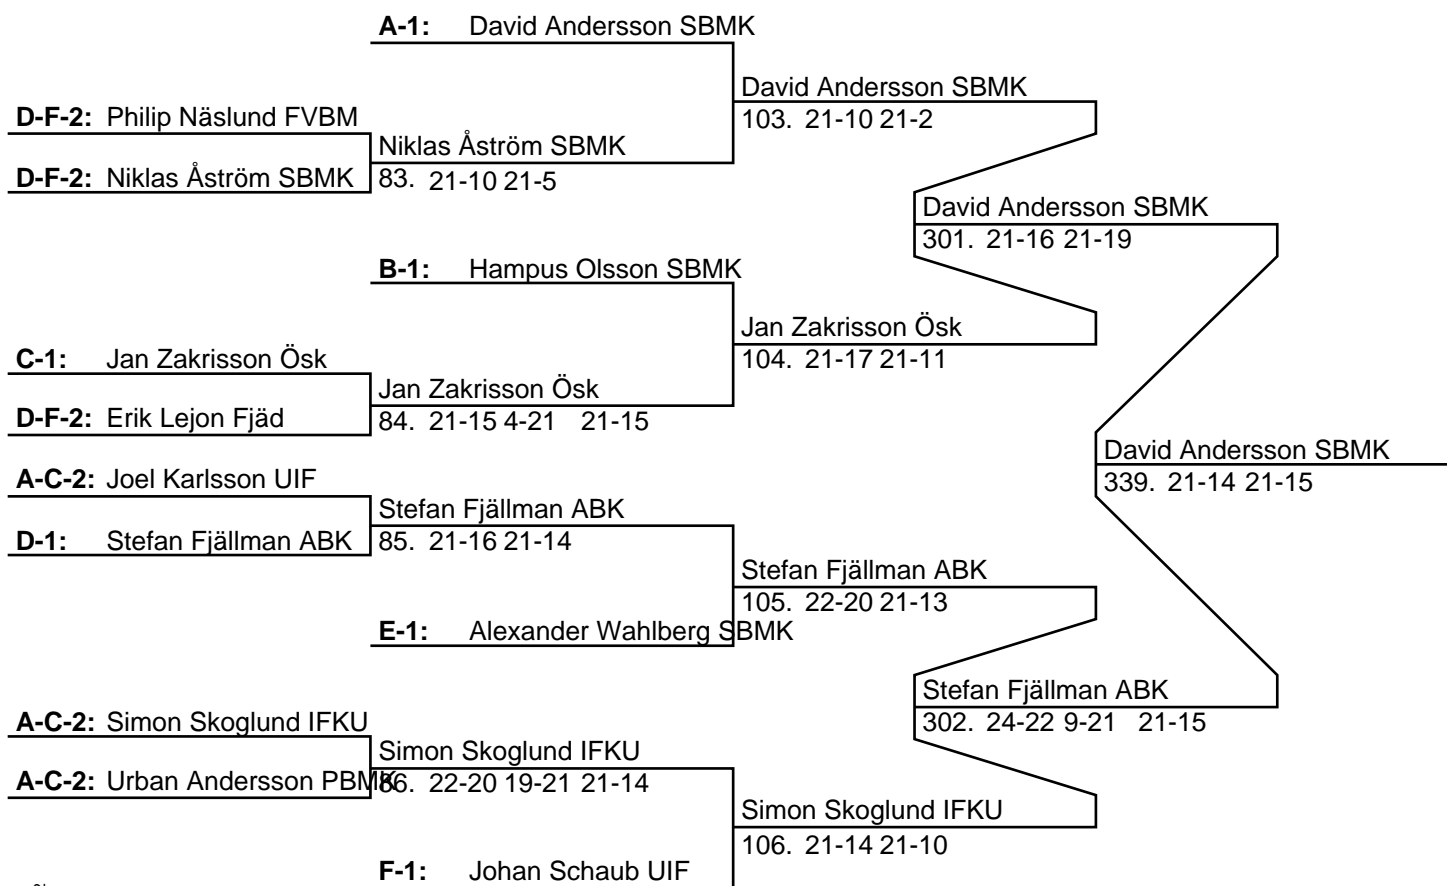 A-1: David Andersson SBMK
David Andersson SBMK
D-F-2: Philip Näslund FVBM
103. 21-10 21-2
Niklas Åström SBMK
D-F-2: Niklas Åström SBMK
83. 21-10 21-5
David Andersson SBMK
301. 21-16 21-19
B-1: Hampus Olsson SBMK
Jan Zakrisson Ösk
C-1: Jan Zakrisson Ösk
104. 21-17 21-11
Jan Zakrisson Ösk
D-F-2: Erik Lejon Fjäd
84. 21-15 4-21 21-15
David Andersson SBMK
A-C-2: Joel Karlsson UIF
339. 21-14 21-15
Stefan Fjällman ABK
D-1: Stefan Fjällman ABK
85. 21-16 21-14
Stefan Fjällman ABK
105. 22-20 21-13
E-1: Alexander Wahlberg SBMK
Stefan Fjällman ABK
A-C-2: Simon Skoglund IFKU
302. 24-22 9-21 21-15
Simon Skoglund IFKU
A-C-2: Urban Andersson PBMK
86. 22-20 19-21 21-14
Simon Skoglund IFKU
106. 21-14 21-10
F-1: Johan Schaub UIF